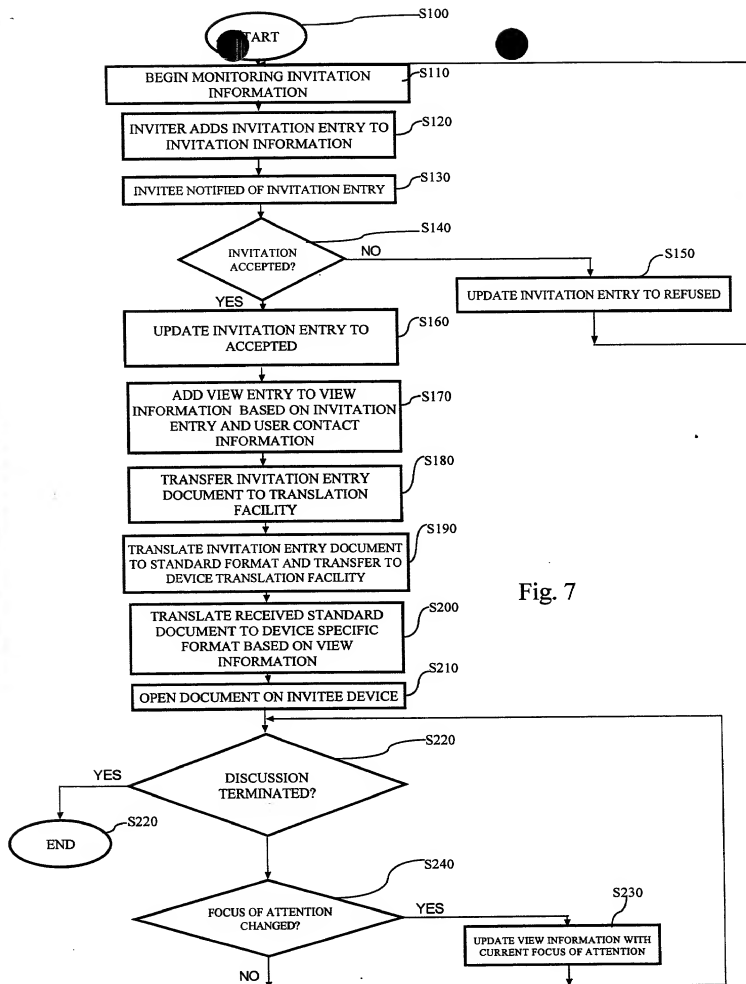 S100
START
BEGIN MONITORING INVITATION
INFORMATION
S110
INVITER ADDS INVITATION ENTRY TO
INVITATION INFORMATION
S120
INVITEE NOTIFIED OF INVITATION ENTRY
S130
INVITATION
ACCEPTED?
S140
NO
S150
UPDATE INVITATION ENTRY TO REFUSED
YES
UPDATE INVITATION ENTRY TO
ACCEPTED
S160
ADD VIEW ENTRY TO VIEW
INFORMATION BASED ON INVITATION
ENTRY AND USER CONTACT
INFORMATION
S170
TRANSFER INVITATION ENTRY
DOCUMENT TO TRANSLATION
FACILITY
S180
TRANSLATE INVITATION ENTRY DOCUMENT
TO STANDARD FORMAT AND TRANSFER TO
DEVICE TRANSLATION FACILITY
S190
Fig. 7
TRANSLATE RECEIVED STANDARD
DOCUMENT TO DEVICE SPECIFIC
FORMAT BASED ON VIEW
INFORMATION
S200
OPEN DOCUMENT ON INVITEE DEVICE
S210
DISCUSSION
TERMINATED?
S220
YES
END
S220
FOCUS OF ATTENTION
CHANGED?
S240
YES
S230
UPDATE VIEW INFORMATION WITH
CURRENT FOCUS OF ATTENTION
NO